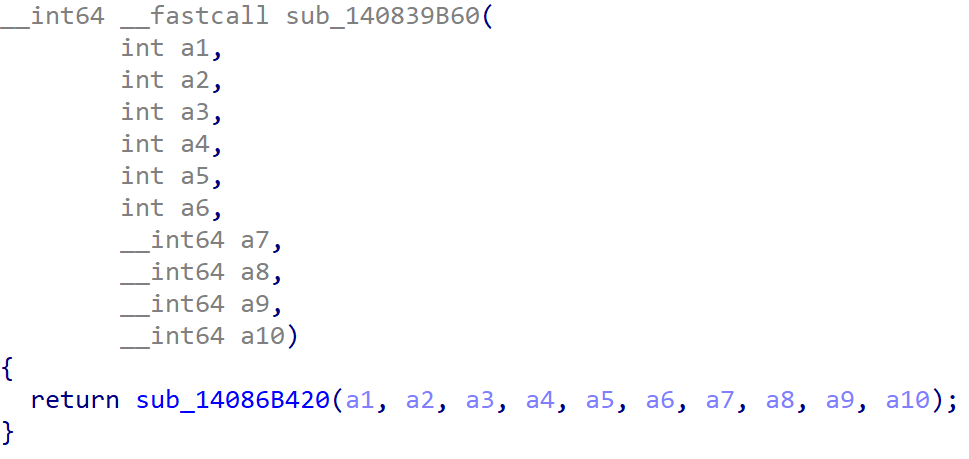 __int64 __fastcall sub_140839B60(
        int a1,
        int a2,
        int a3,
        int a4,
        int a5,
        int a6,
        __int64 a7,
        __int64 a8,
        __int64 a9,
        __int64 a10)
{
  return sub_14086B420(a1, a2, a3, a4, a5, a6, a7, a8, a9, a10);
}